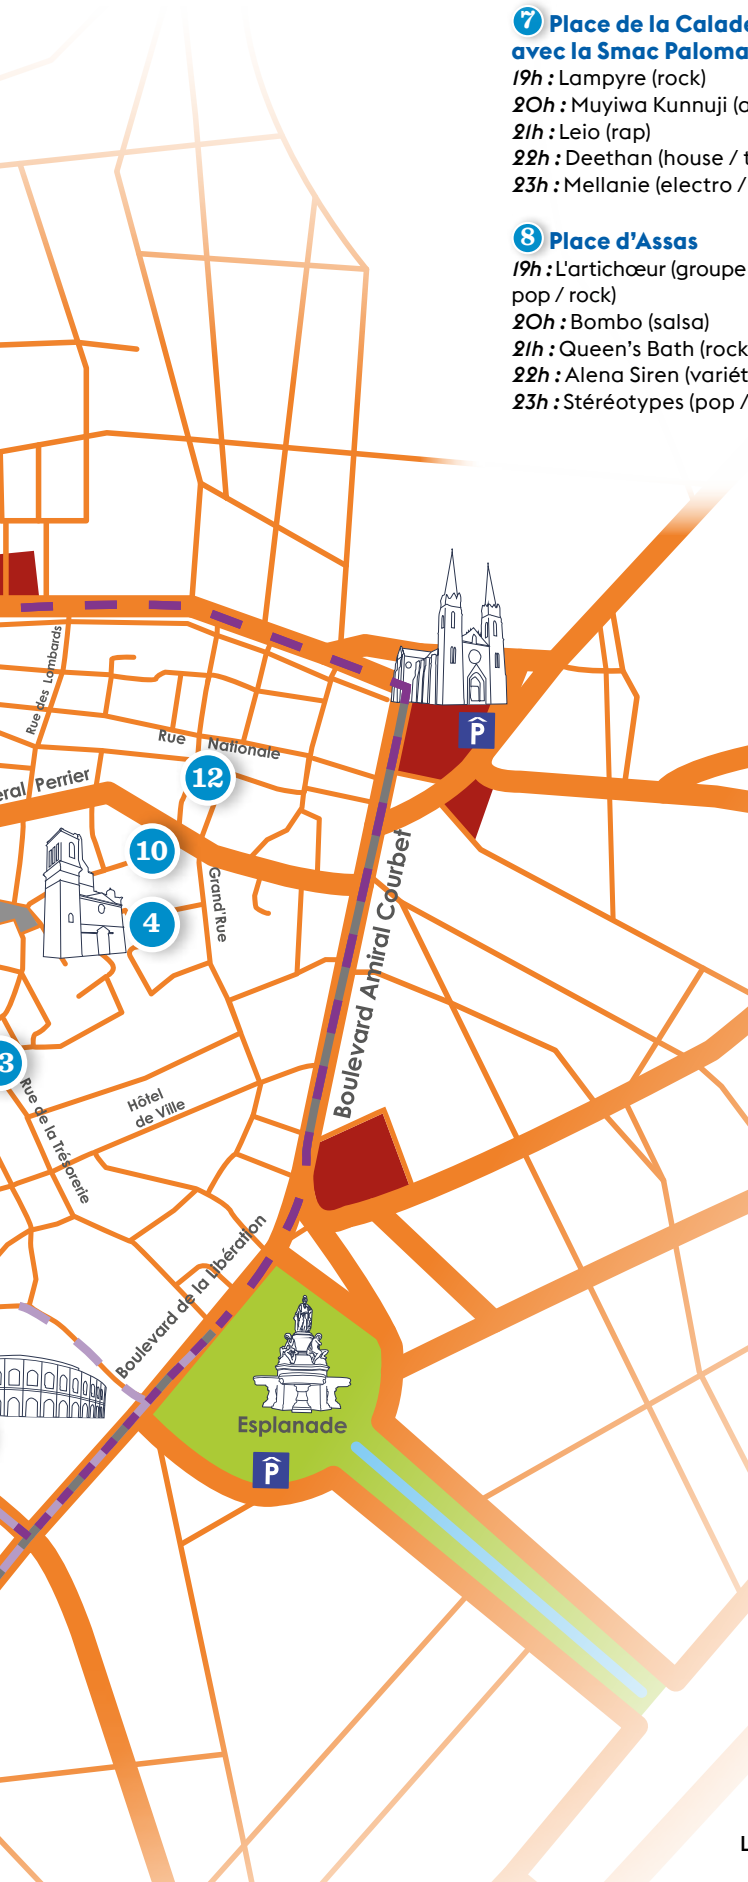 7 Place de la Calade
avec la Smac Paloma
19h : Lampyre (rock)
20h : Muyiwa Kunnuji (
21h : Leio (rap)
22h : Deethan (house /
23h : Mellanie (electro /
8 Place d'Assas
19h : L'artichœur (groupe
pop / rock)
20h : Bombo (salsa)
21h : Queen's Bath (rock
22h : Alena Siren (variét
23h : Stéréotypes (pop /
Rue des Lombards
Rue Nationale
P
12
éral Perrier
10
Grand'Rue
4
Boulevard Amiral Courbet
3
Rue de la Trésorerie
Hôtel
de Ville
Boulevard de la Libération
Esplanade
P
L